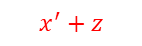 x′ + z